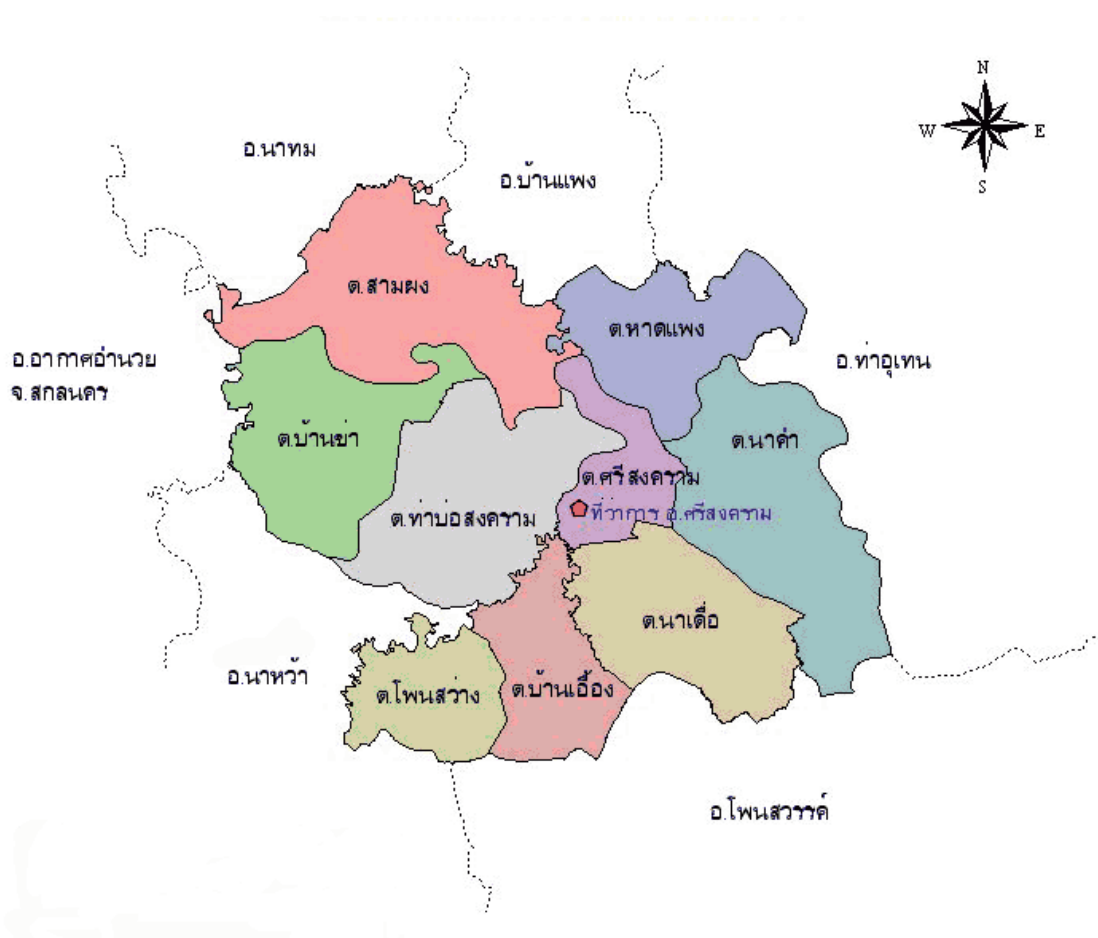 N
W E
S
อ.นาทม
อ.บ้านแพง
ต.สามผง
ต.หาดแพง
อ.อากาศอำนวย
จ.สกลนคร
อ.ท่าอุเทน
ต.บ้านข่า
ต.นาคำ
ต.ศรีสงคราม
ต.ท่าบ่อสงคราม
ที่ว่าการ อ.ศรีสงคราม
ต.นาเดื่อ
อ.นาหว้า
ต.โพนสว่าง
ต.บ้านเอื้อง
อ.โพนสวรรค์